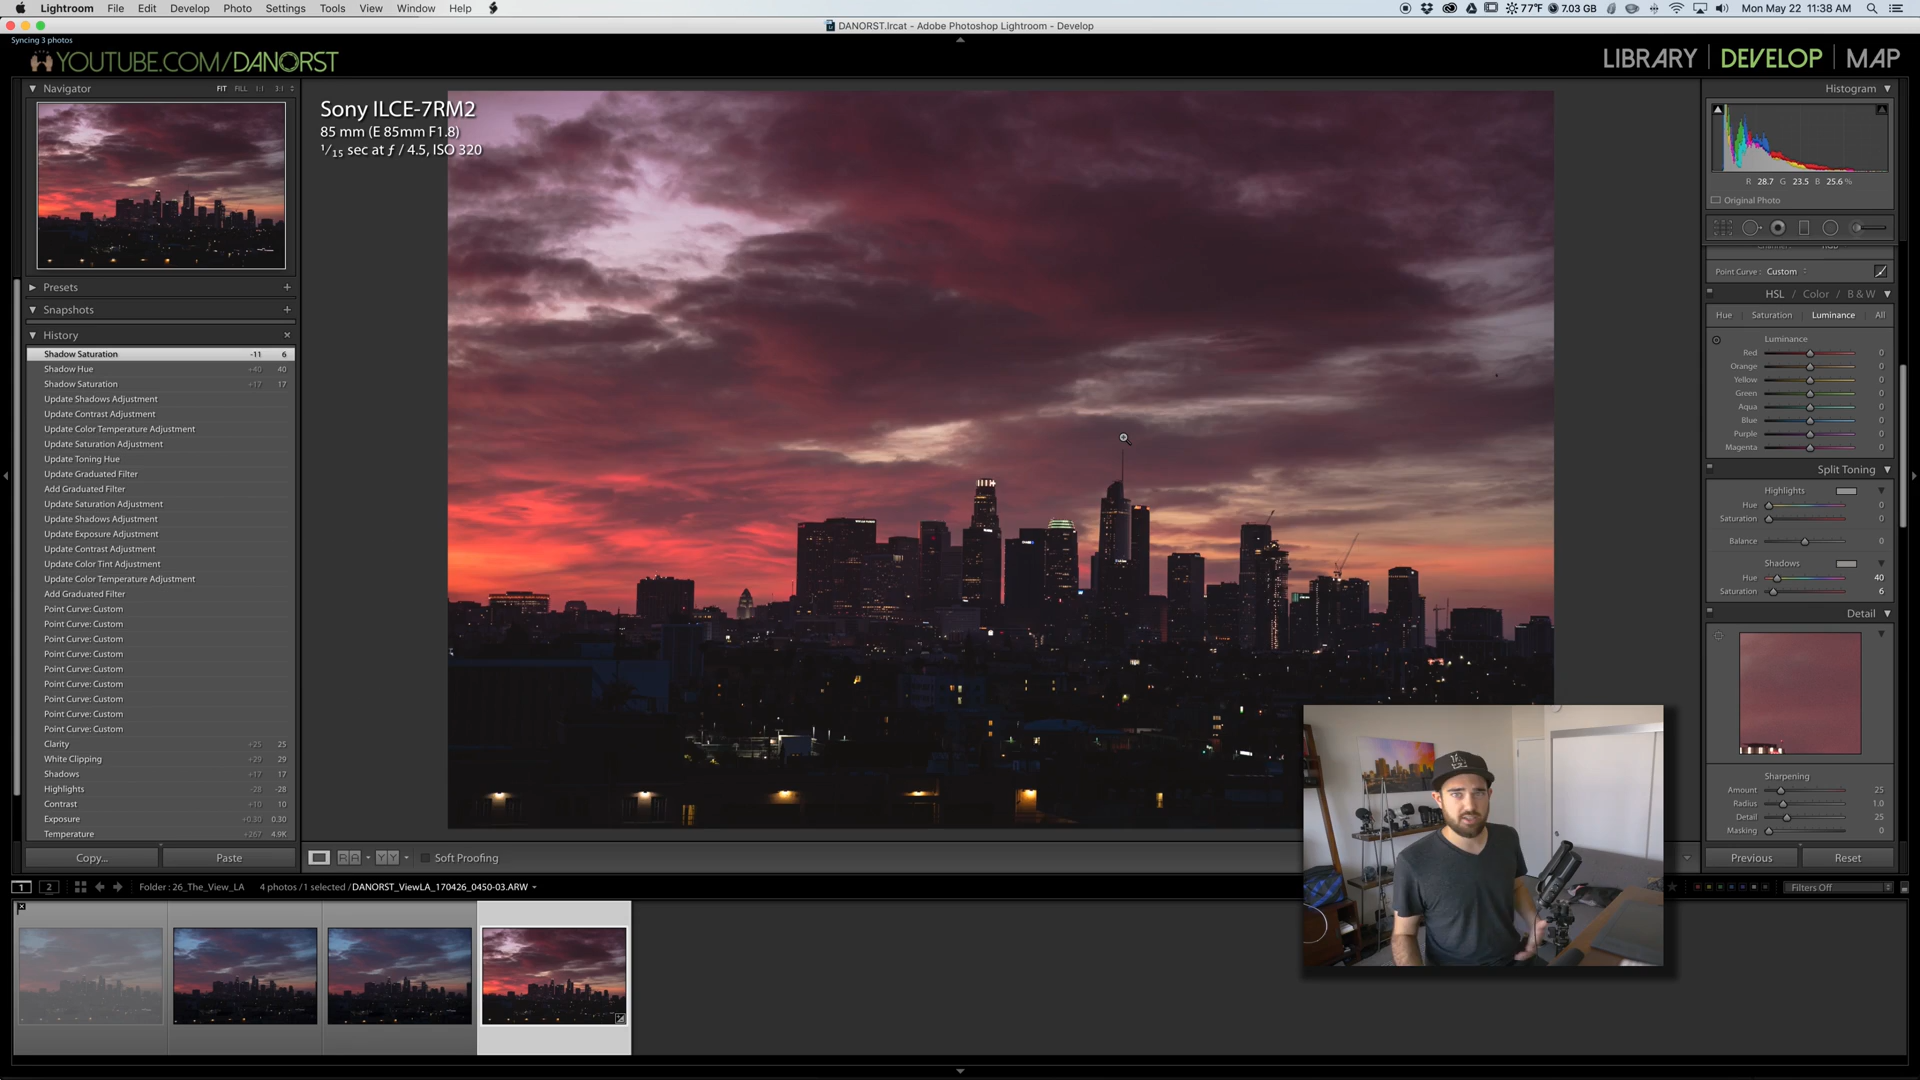 Lightroom File Edit Develop Photo Settings Tools View Window Help
77°F 7.03 GB Mon May 22 11:38 AM
DANORST.lrcat - Adobe Photoshop Lightroom - Develop
Syncing 3 photos
YOUTUBE.COM/DANORST
LIBRARY | DEVELOP | MAP
Navigator FIT FILL 1:1 3:1
Presets
Snapshots
History
Shadow Saturation -11 6
Shadow Hue +40 40
Shadow Saturation +17 17
Update Shadows Adjustment
Update Contrast Adjustment
Update Color Temperature Adjustment
Update Saturation Adjustment
Update Toning Hue
Update Graduated Filter
Add Graduated Filter
Update Saturation Adjustment
Update Shadows Adjustment
Update Exposure Adjustment
Update Contrast Adjustment
Update Color Tint Adjustment
Update Color Temperature Adjustment
Add Graduated Filter
Point Curve: Custom
Point Curve: Custom
Point Curve: Custom
Point Curve: Custom
Point Curve: Custom
Point Curve: Custom
Point Curve: Custom
Point Curve: Custom
Point Curve: Custom
Clarity +25 25
White Clipping +29 29
Shadows +17 17
Highlights -28 -28
Contrast +10 10
Exposure +0.30 0.30
Temperature +267 4.9K
Copy... Paste
Sony ILCE-7RM2
85 mm (E 85mm F1.8)
1/15 sec at ƒ / 4.5, ISO 320
Soft Proofing
Histogram
R 28.7 G 23.5 B 25.6 %
Original Photo
Channel : RGB
Point Curve : Custom
HSL / Color / B & W
Hue Saturation Luminance All
Luminance
Red 0
Orange 0
Yellow 0
Green 0
Aqua 0
Blue 0
Purple 0
Magenta 0
Split Toning
Highlights
Hue 0
Saturation 0
Balance 0
Shadows
Hue 40
Saturation 6
Detail
Sharpening
Amount 25
Radius 1.0
Detail 25
Masking 0
Previous Reset
1 2 Folder : 26_The_View_LA 4 photos / 1 selected / DANORST_ViewLA_170426_0450-03.ARW
Filters Off